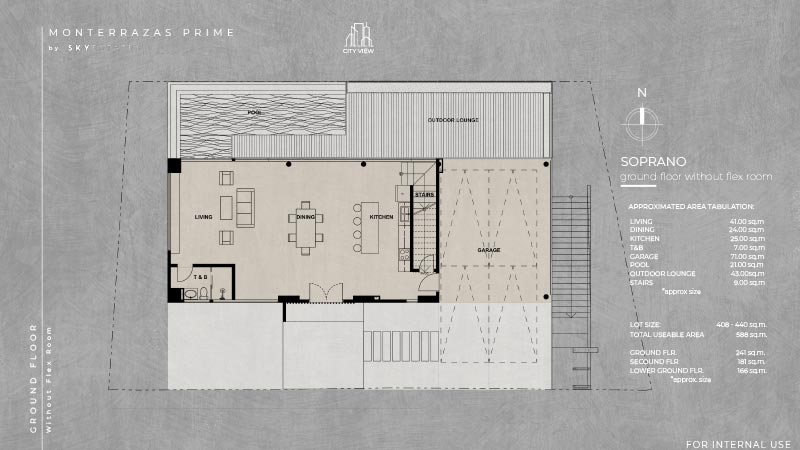 MONTERRAZAS PRIME
by SKY
CITY VIEW
POOL
OUTDOOR LOUNGE
LIVING
DINING
KITCHEN
STAIRS
GARAGE
T & B
N
SOPRANO
ground floor without flex room
APPROXIMATED AREA TABULATION:
LIVING 41.00 sq.m
DINING 24.00 sq.m
KITCHEN 25.00 sq.m
T&B 7.00 sq.m
GARAGE 71.00 sq.m
POOL 21.00 sq.m
OUTDOOR LOUNGE 43.00sq.m
STAIRS 9.00 sq.m
*approx size
LOT SIZE: 408 - 440 sq.m.
TOTAL USEABLE AREA 588 sq.m.
GROUND FLR. 241 sq.m.
SECOUND FLR 181 sq.m.
LOWER GROUND FLR. 166 sq.m.
*approx. size
GROUND FLOOR
Without Flex Room
FOR INTERNAL USE